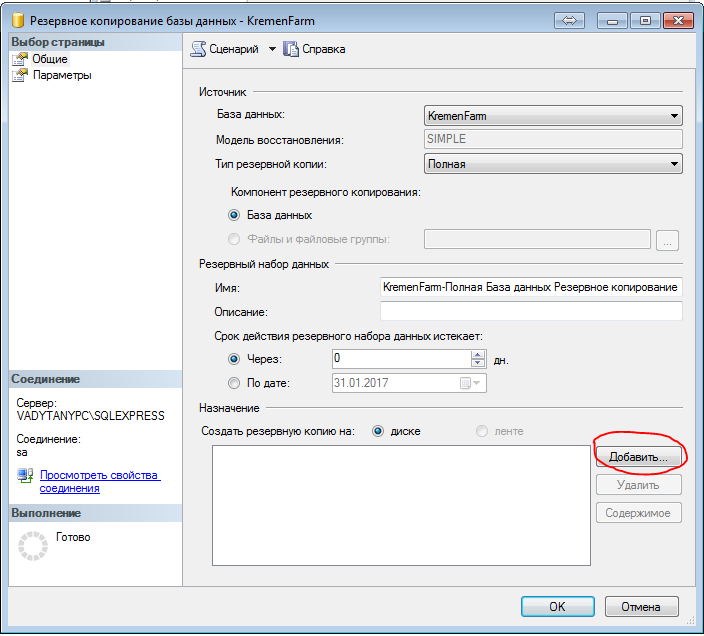 Резервное копирование базы данных - KremenFarm
Выбор страницы
Общие
Параметры
Сценарий
Справка
Источник
База данных:
KremenFarm
Модель восстановления:
SIMPLE
Тип резервной копии:
Полная
Компонент резервного копирования:
База данных
Файлы и файловые группы:
...
Резервный набор данных
Имя:
KremenFarm-Полная База данных Резервное копирование
Описание:
Срок действия резервного набора данных истекает:
Через:
0
дн.
По дате:
31.01.2017
Назначение
Создать резервную копию на:
диске
ленте
Добавить...
Удалить
Содержимое
Соединение
Сервер:
VADYTANYPC\SQLEXPRESS
Соединение:
sa
Просмотреть свойства
соединения
Выполнение
Готово
OK
Отмена